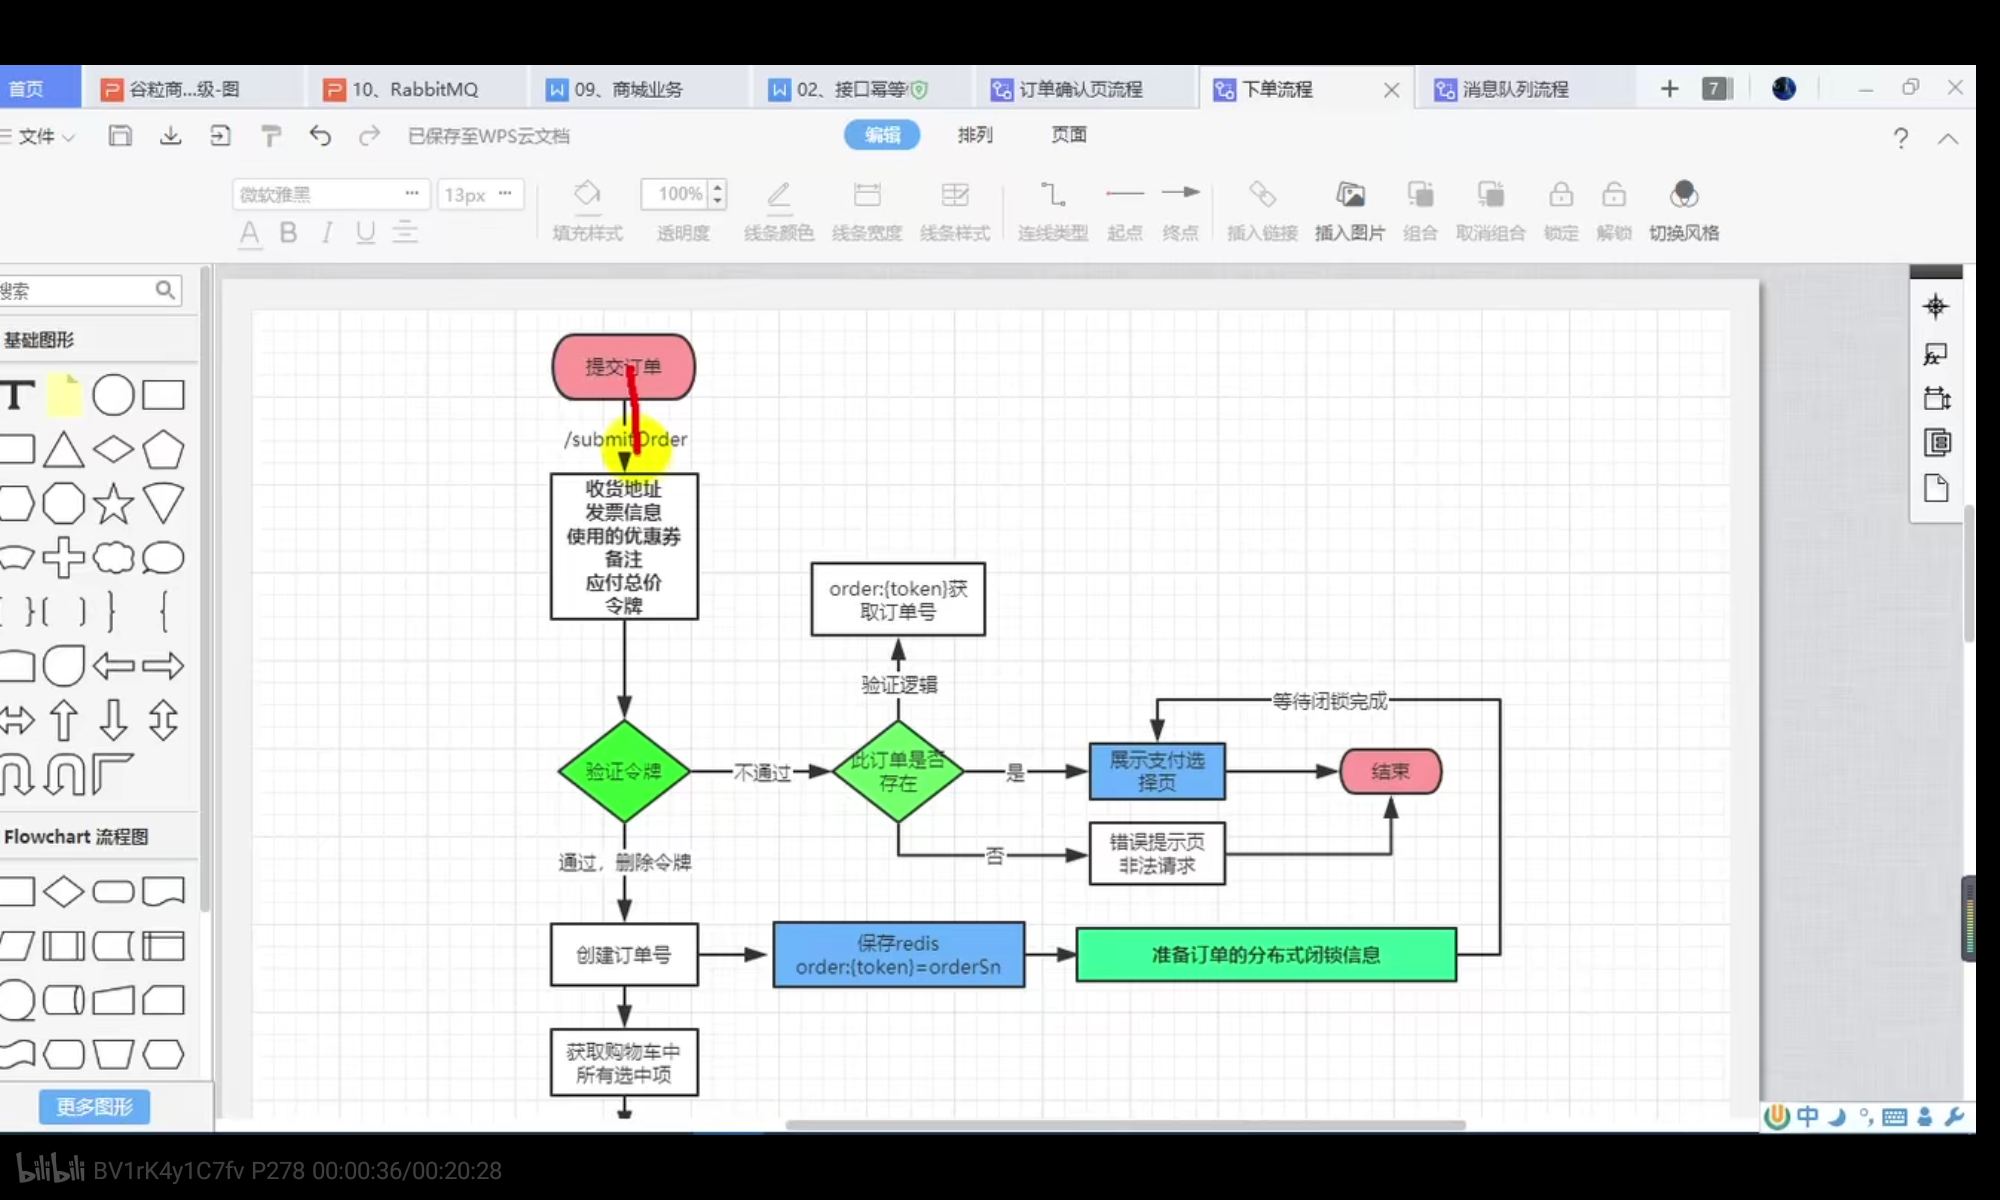 首页
谷粒商...级-图
10、RabbitMQ
09、商城业务
02、接口幂等
订单确认页流程
下单流程
消息队列流程
7
文件
已保存至WPS云文档
编辑
排列
页面
?
微软雅黑
13px
100%
A B I U
填充样式
透明度
线条颜色
线条宽度
线条样式
连线类型
起点
终点
插入链接
插入图片
组合
取消组合
锁定
解锁
切换风格
搜索
基础图形
T
Flowchart 流程图
更多图形
提交订单
/submitOrder
收货地址
发票信息
使用的优惠券
备注
应付总价
令牌
order:{token}获
取订单号
验证逻辑
等待闭锁完成
验证令牌
不通过
此订单是否
存在
是
展示支付选
择页
结束
否
错误提示页
非法请求
通过，删除令牌
创建订单号
保存redis
order:{token}=orderSn
准备订单的分布式闭锁信息
获取购物车中
所有选中项
中
bilibili BV1rK4y1C7fv P278 00:00:36/00:20:28